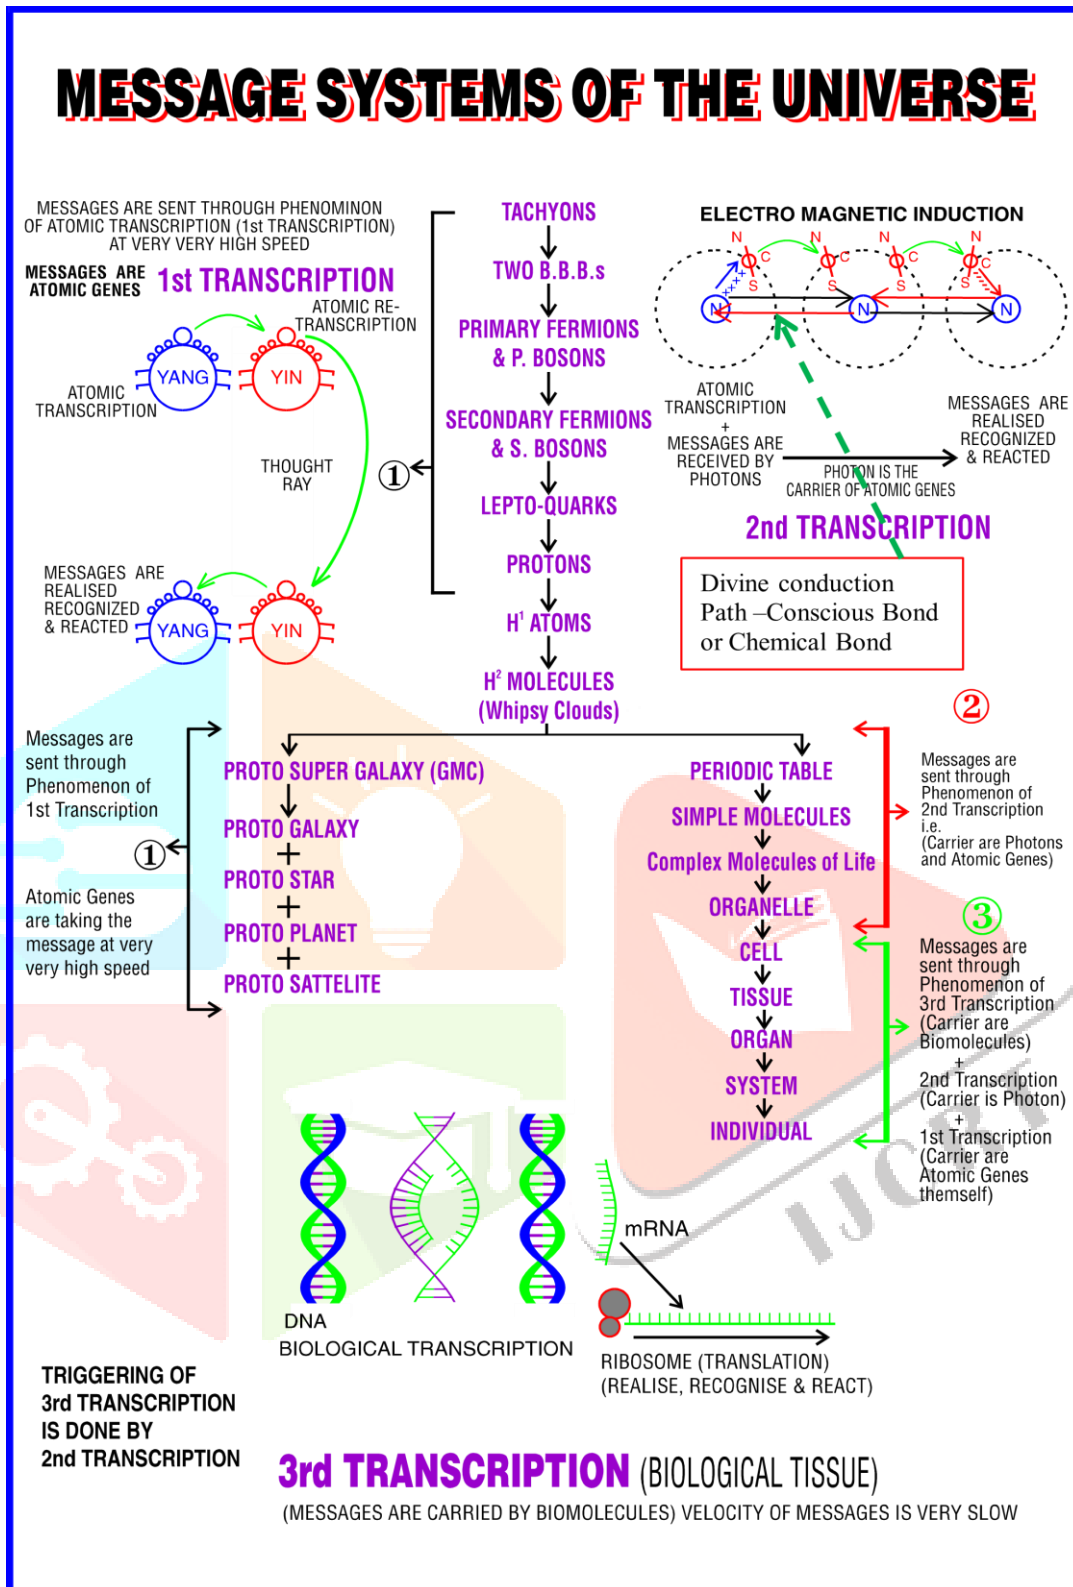 MESSAGE SYSTEMS OF THE UNIVERSE
MESSAGES ARE SENT THROUGH PHENOMINON
OF ATOMIC TRANSCRIPTION (1st TRANSCRIPTION)
AT VERY VERY HIGH SPEED
MESSAGES ARE
ATOMIC GENES
1st TRANSCRIPTION
ATOMIC RE-
TRANSCRIPTION
YANG
YIN
ATOMIC
TRANSCRIPTION
THOUGHT
RAY
MESSAGES ARE
REALISED
RECOGNIZED
& REACTED
YANG
YIN
1
TACHYONS
TWO B.B.B.s
PRIMARY FERMIONS
& P. BOSONS
SECONDARY FERMIONS
& S. BOSONS
LEPTO-QUARKS
PROTONS
H1 ATOMS
H2 MOLECULES
(Whipsy Clouds)
ELECTRO MAGNETIC INDUCTION
N N N N
C C C C
S S S S
N N N
ATOMIC
TRANSCRIPTION
+
MESSAGES ARE
RECEIVED BY
PHOTONS
MESSAGES ARE
REALISED
RECOGNIZED
& REACTED
PHOTON IS THE
CARRIER OF ATOMIC GENES
2nd TRANSCRIPTION
Divine conduction
Path –Conscious Bond
or Chemical Bond
Messages are
sent through
Phenomenon of
1st Transcription
1
Atomic Genes
are taking the
message at very
very high speed
PROTO SUPER GALAXY (GMC)
PROTO GALAXY
+
PROTO STAR
+
PROTO PLANET
+
PROTO SATTELITE
PERIODIC TABLE
SIMPLE MOLECULES
Complex Molecules of Life
ORGANELLE
CELL
TISSUE
ORGAN
SYSTEM
INDIVIDUAL
2
Messages are
sent through
Phenomenon of
2nd Transcription
i.e.
(Carrier are Photons
and Atomic Genes)
3
Messages are
sent through
Phenomenon of
3rd Transcription
(Carrier are
Biomolecules)
+
2nd Transcription
(Carrier is Photon)
+
1st Transcription
(Carrier are
Atomic Genes
themself)
IJCRT
mRNA
DNA
BIOLOGICAL TRANSCRIPTION
RIBOSOME (TRANSLATION)
(REALISE, RECOGNISE & REACT)
TRIGGERING OF
3rd TRANSCRIPTION
IS DONE BY
2nd TRANSCRIPTION
3rd TRANSCRIPTION (BIOLOGICAL TISSUE)
(MESSAGES ARE CARRIED BY BIOMOLECULES) VELOCITY OF MESSAGES IS VERY SLOW